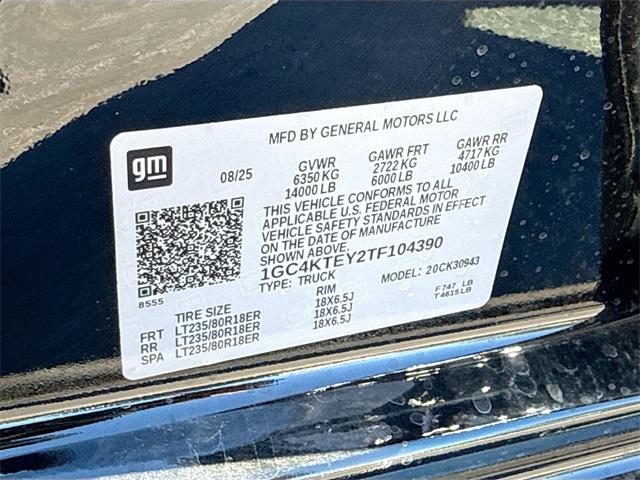 MFD BY GENERAL MOTORS LLC
gm
08/25
GVWR GAWR FRT GAWR RR
6350 KG 2722 KG 4717 KG
14000 LB 6000 LB 10400 LB
THIS VEHICLE CONFORMS TO ALL
APPLICABLE U.S. FEDERAL MOTOR
VEHICLE SAFETY STANDARDS IN EFFECT
ON THE DATE OF MANUFACTURE
SHOWN ABOVE.
1GC4KTEY2TF104390
TYPE: TRUCK MODEL: 20CK30943
8555
F747 LB
T4615 LB
TIRE SIZE RIM
FRT LT235/80R18ER 18X6.5J
RR LT235/80R18ER 18X6.5J
SPA LT235/80R18ER 18X6.5J